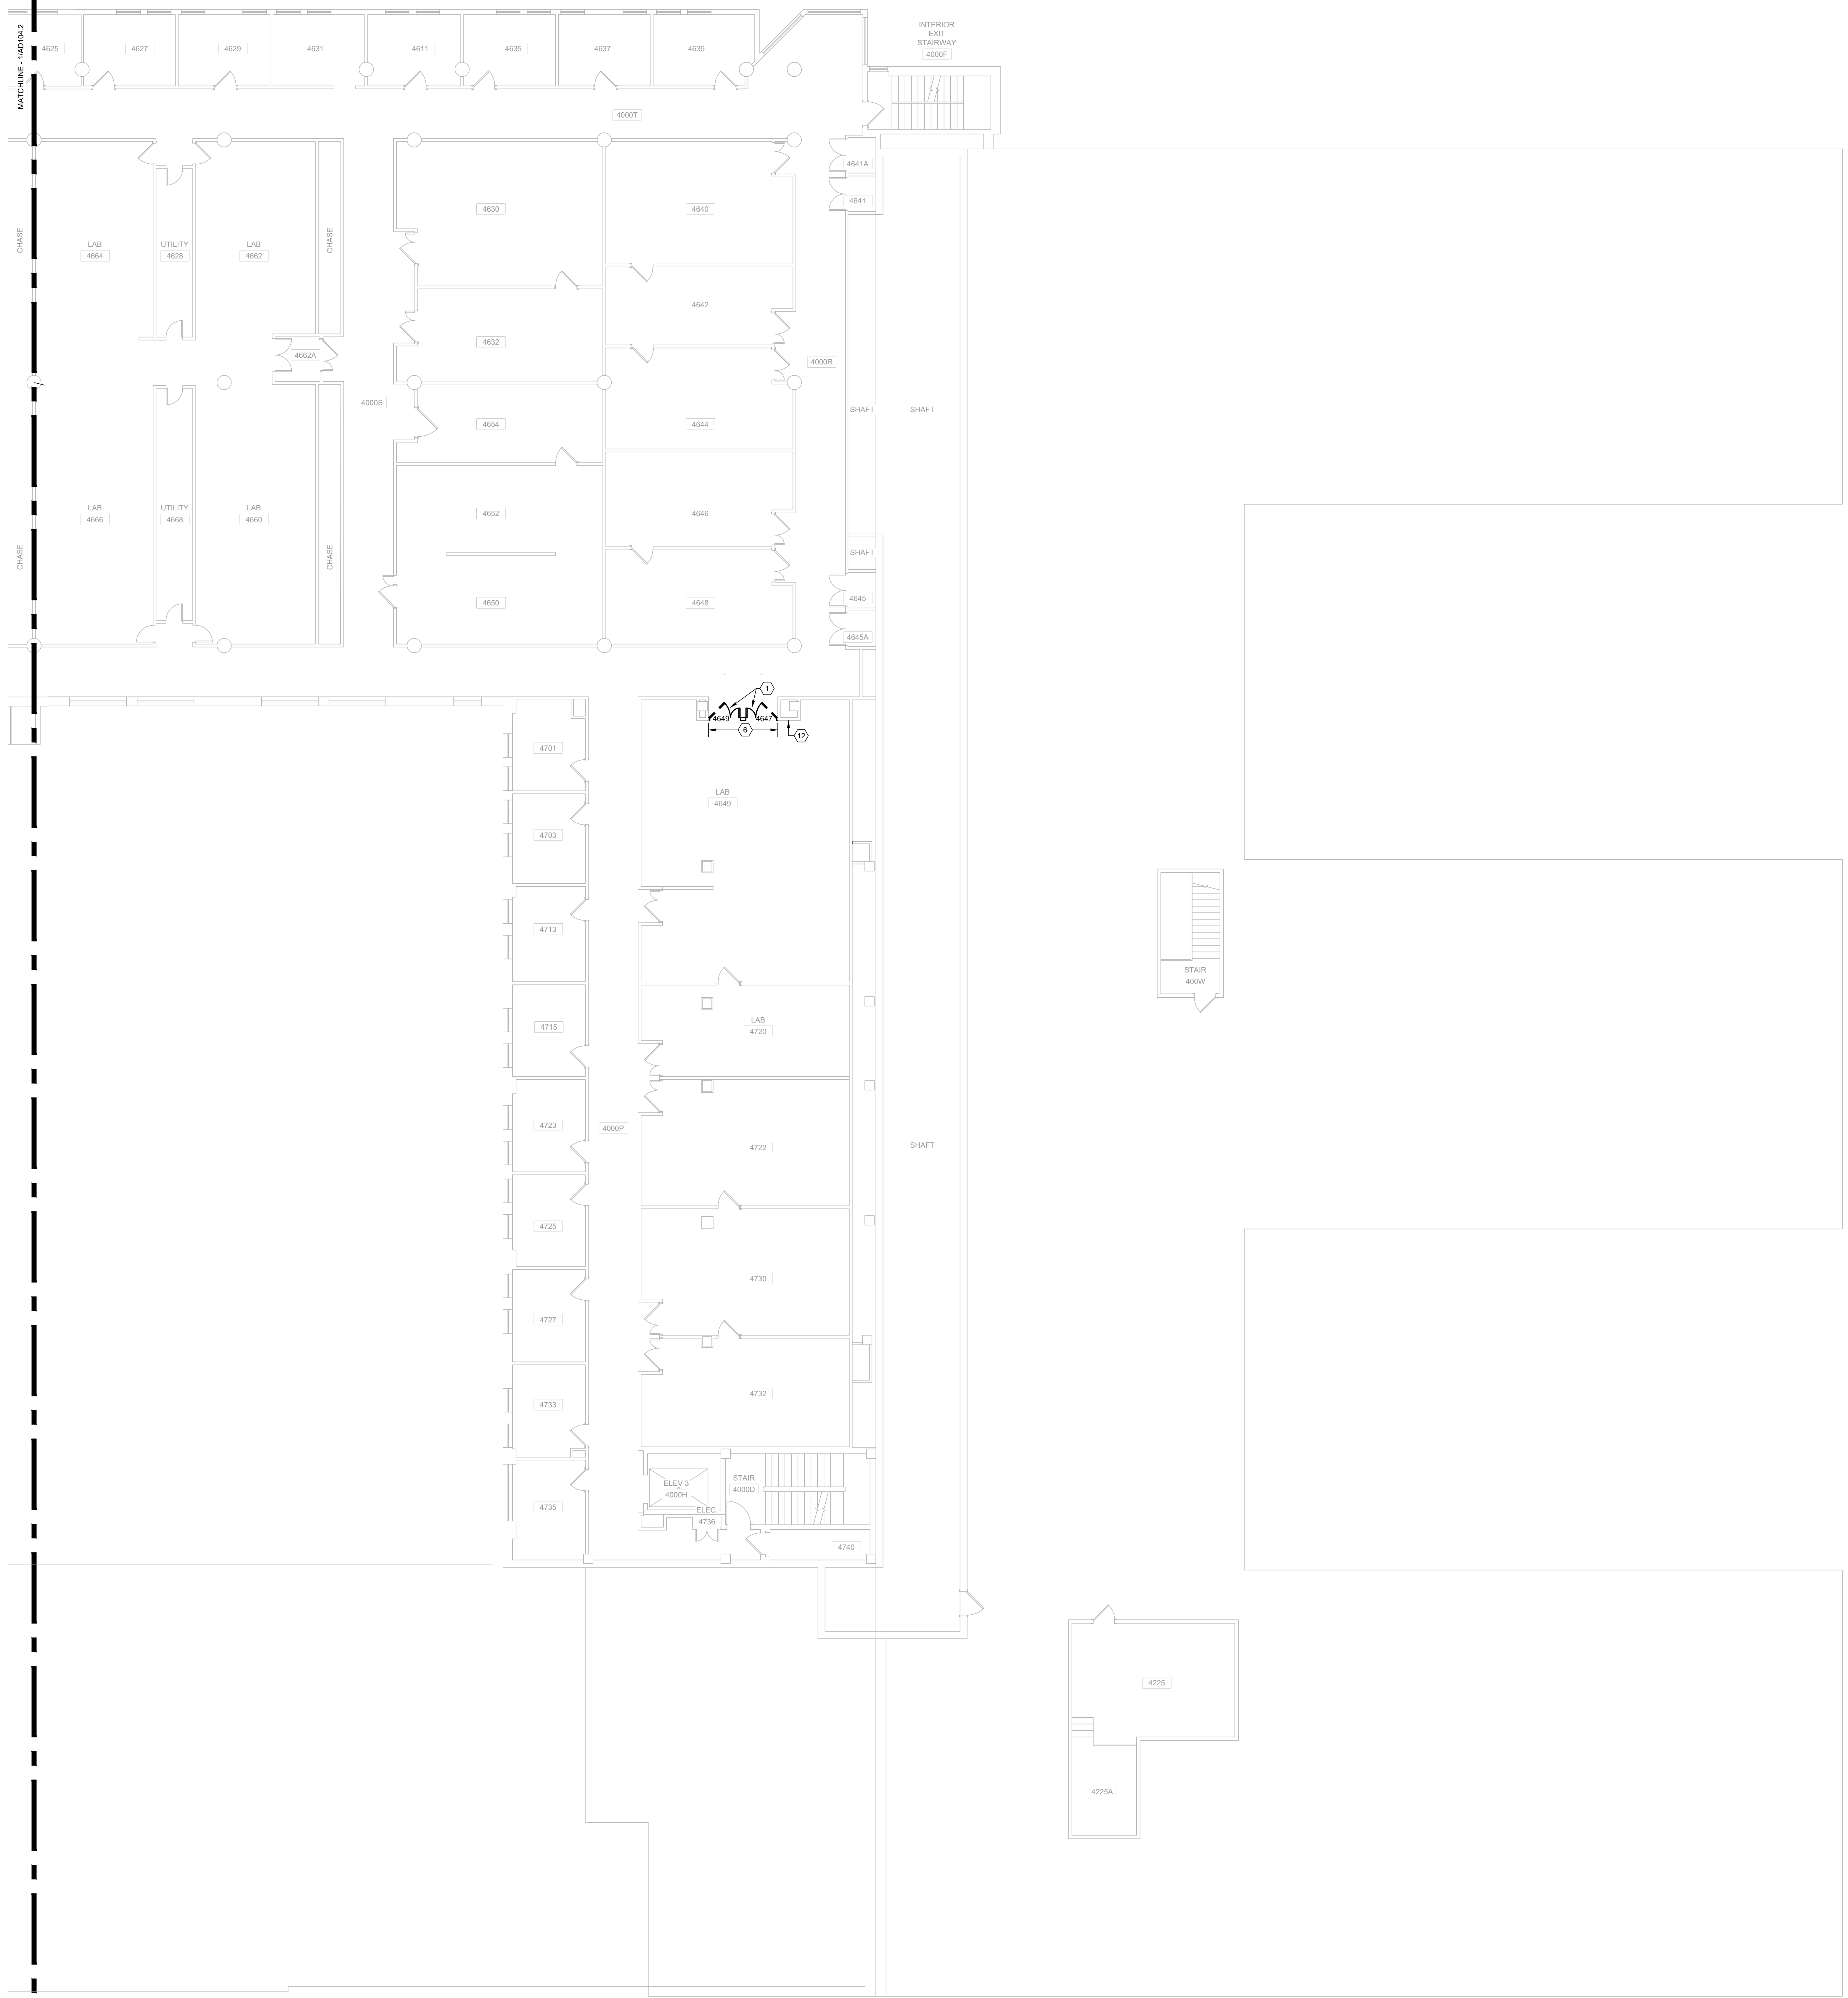 MATCHLINE - 1/AD104.2
4625
4627
4629
4631
4611
4635
4637
4639
INTERIOR
EXIT
STAIRWAY
4000F
4000T
4641A
4641
CHASE
LAB
4664
UTILITY
4628
LAB
4662
CHASE
4630
4640
4642
4632
4662A
4000R
4000S
4654
4644
SHAFT
SHAFT
CHASE
LAB
4666
UTILITY
4668
LAB
4660
CHASE
4652
4646
SHAFT
4650
4648
4645
4645A
1
4649
4647
6
12
4701
LAB
4649
4703
4713
STAIR
400W
4715
LAB
4720
4723
4000P
4722
SHAFT
4725
4730
4727
4732
4733
ELEV 3
4000H
STAIR
4000D
4735
ELEC.
4736
4740
4225
4225A